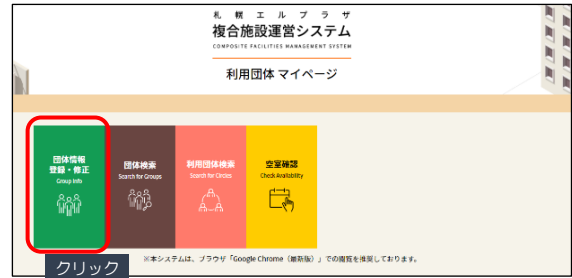 札幌エルプラザ
複合施設運営システム
COMPOSITE FACILITIES MANAGEMENT SYSTEM
利用団体 マイページ
団体情報
登録・修正
Group Info
団体検索
Search for Groups
利用団体検索
Search for Circles
空室確認
Check Availability
クリック
※本システムは、ブラウザ「Google Chrome（最新版）」での閲覧を推奨しております。